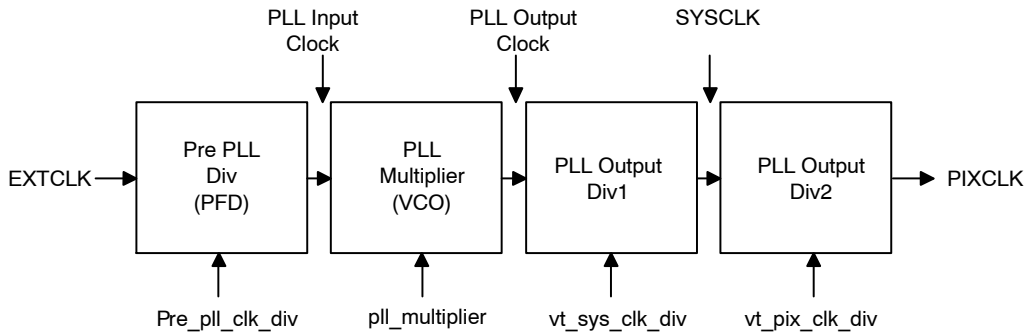 PLL Input
Clock
PLL Output
Clock
SYSCLK
EXTCLK
Pre PLL
Div
(PFD)
PLL
Multiplier
(VCO)
PLL Output
Div1
PLL Output
Div2
PIXCLK
Pre_pll_clk_div
pll_multiplier
vt_sys_clk_div
vt_pix_clk_div